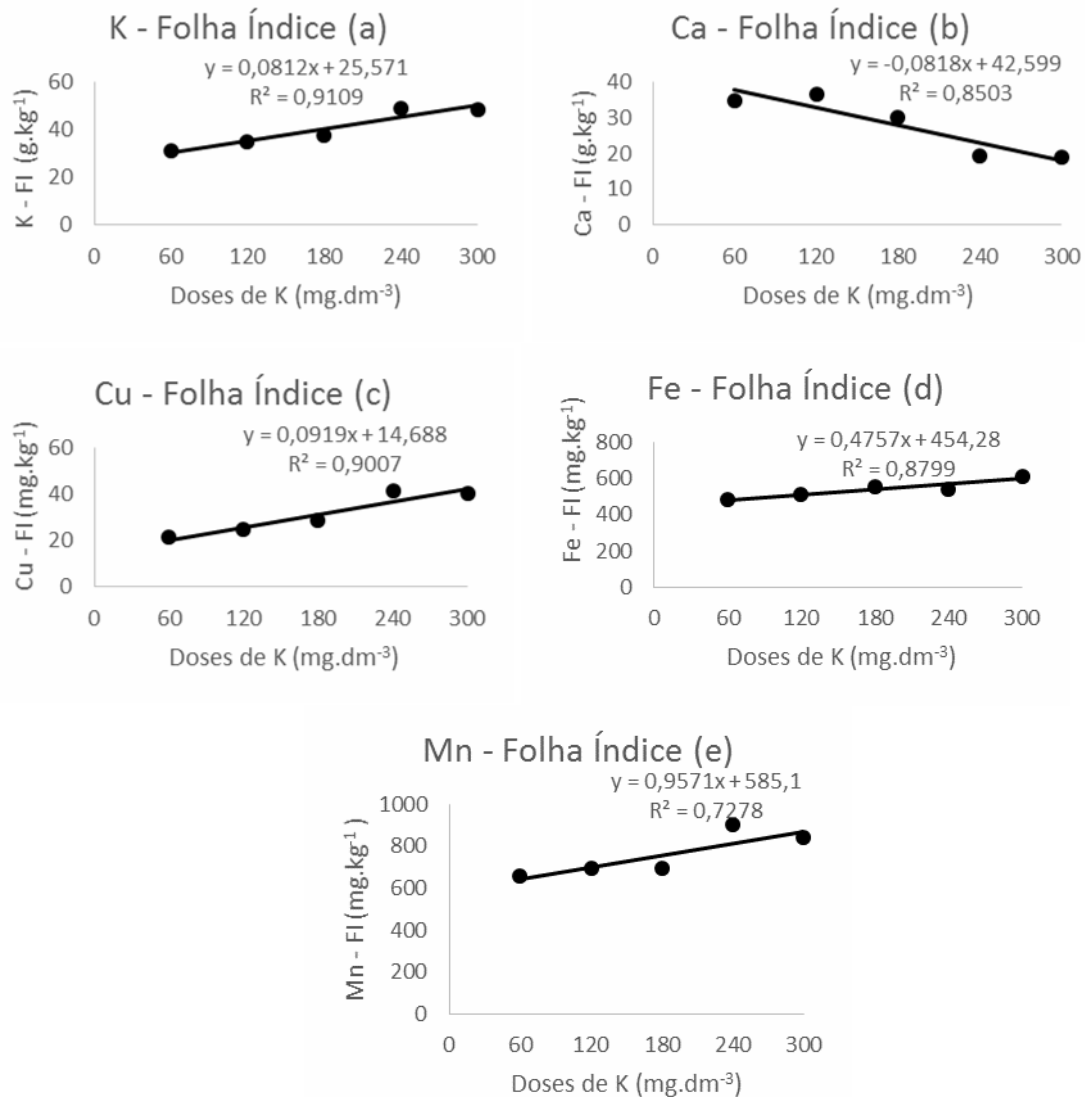 K - Folha Índice (a)
y = 0,0812x + 25,571
R² = 0,9109
K - FI (g.kg⁻¹)
60
40
20
0
0 60 120 180 240 300
Doses de K (mg.dm⁻³)
Ca - Folha Índice (b)
y = -0,0818x + 42,599
R² = 0,8503
Ca - FI (g.kg⁻¹)
40
30
20
10
0
0 60 120 180 240 300
Doses de K (mg.dm⁻³)
Cu - Folha Índice (c)
y = 0,0919x + 14,688
R² = 0,9007
Cu - FI (mg.kg⁻¹)
60
40
20
0
0 60 120 180 240 300
Doses de K (mg.dm⁻³)
Fe - Folha Índice (d)
y = 0,4757x + 454,28
R² = 0,8799
Fe - FI (mg.kg⁻¹)
800
600
400
200
0
0 60 120 180 240 300
Doses de K (mg.dm⁻³)
Mn - Folha Índice (e)
y = 0,9571x + 585,1
R² = 0,7278
Mn - FI (mg.kg⁻¹)
1000
800
600
400
200
0
0 60 120 180 240 300
Doses de K (mg.dm⁻³)